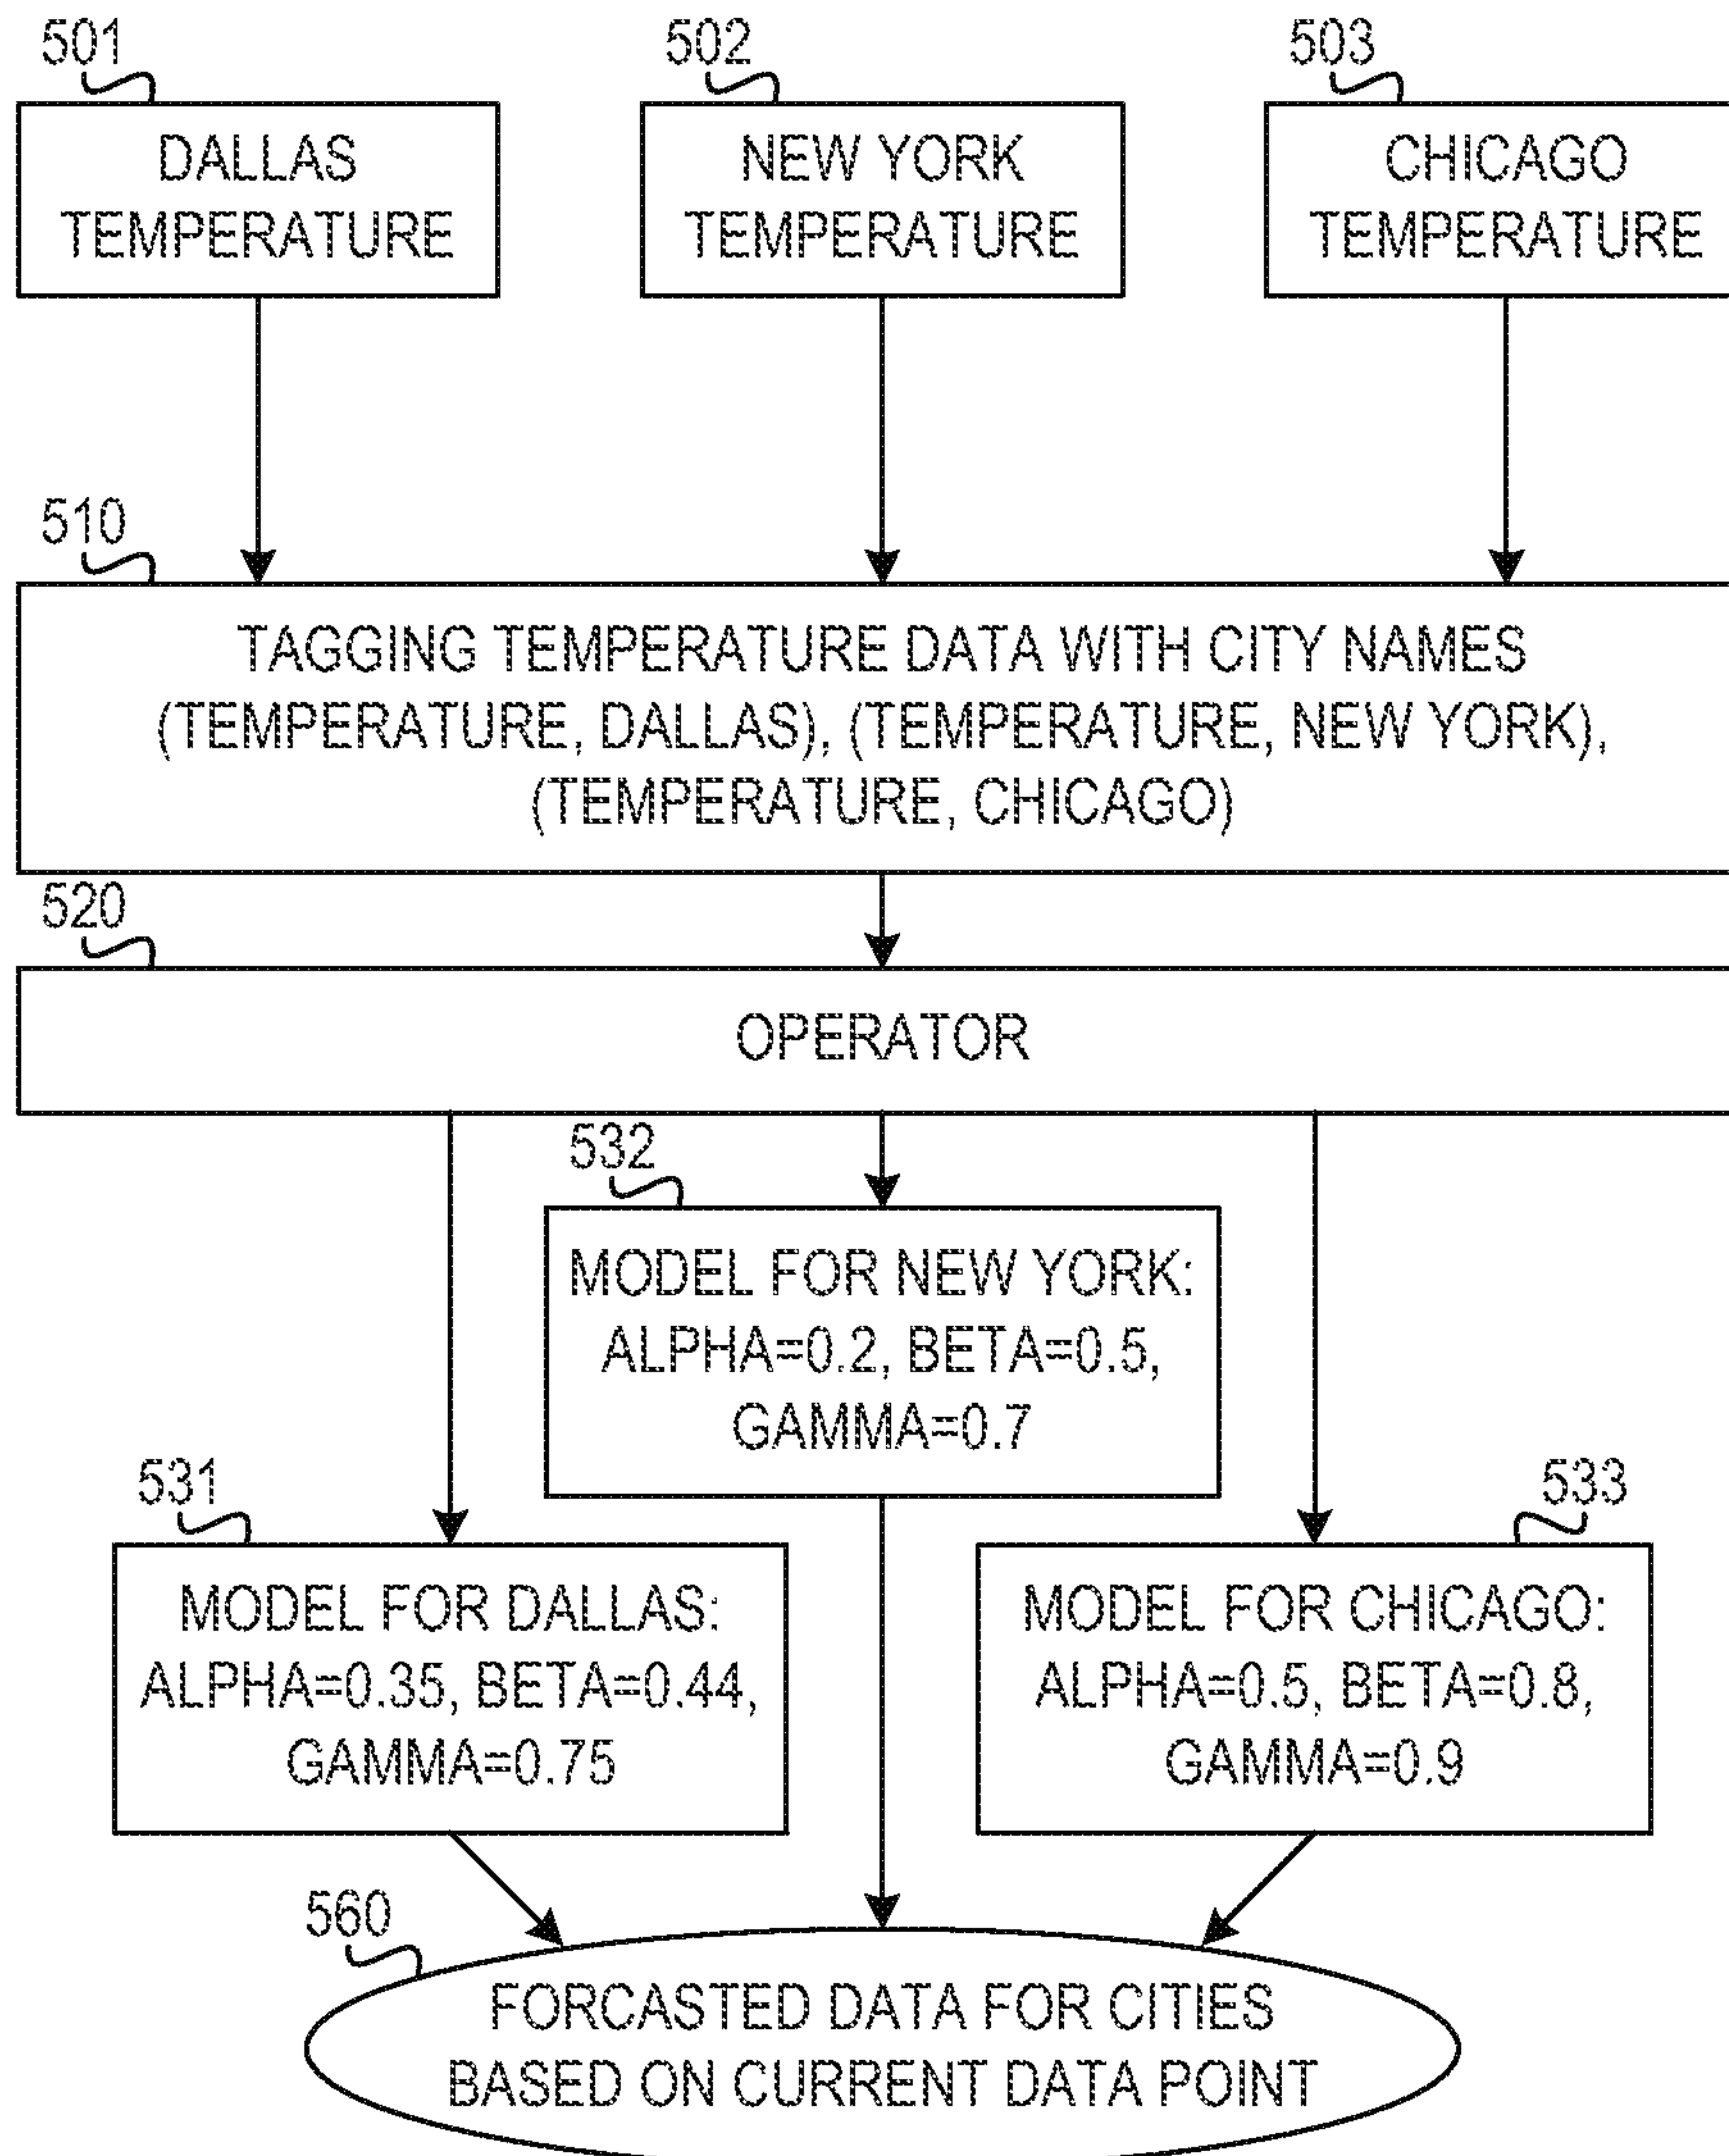 501
502
503
DALLAS
TEMPERATURE
NEW YORK
TEMPERATURE
CHICAGO
TEMPERATURE
510
TAGGING TEMPERATURE DATA WITH CITY NAMES
(TEMPERATURE, DALLAS), (TEMPERATURE, NEW YORK),
(TEMPERATURE, CHICAGO)
520
OPERATOR
532
MODEL FOR NEW YORK:
ALPHA=0.2, BETA=0.5,
GAMMA=0.7
531
MODEL FOR DALLAS:
ALPHA=0.35, BETA=0.44,
GAMMA=0.75
533
MODEL FOR CHICAGO:
ALPHA=0.5, BETA=0.8,
GAMMA=0.9
560
FORCASTED DATA FOR CITIES
BASED ON CURRENT DATA POINT